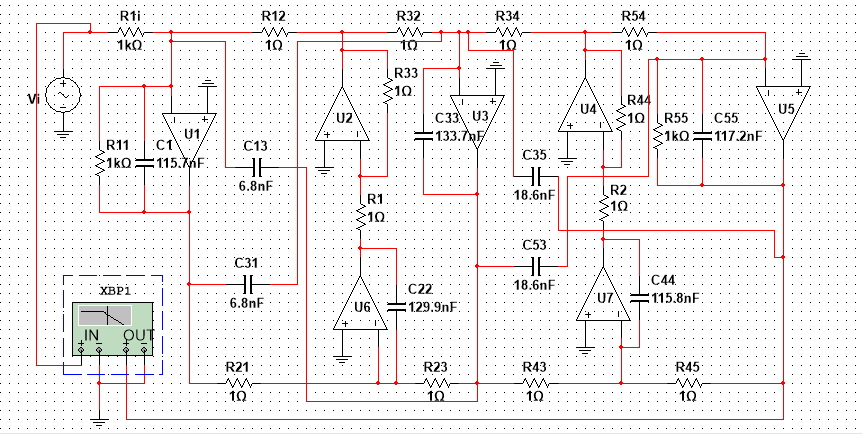 R1i
1kΩ
R12
1Ω
R32
1Ω
R34
1Ω
R54
1Ω
Vi
R11
1kΩ
C1
115.7nF
U1
+
C13
6.8nF
U2
+
R33
1Ω
C33
133.7nF
U3
+
U4
+
R44
1Ω
R55
1kΩ
C55
117.2nF
U5
+
C35
18.6nF
R1
1Ω
R2
1Ω
C31
6.8nF
C53
18.6nF
XBP1
IN OUT
U6
+
C22
129.9nF
U7
+
C44
115.8nF
R21
1Ω
R23
1Ω
R43
1Ω
R45
1Ω